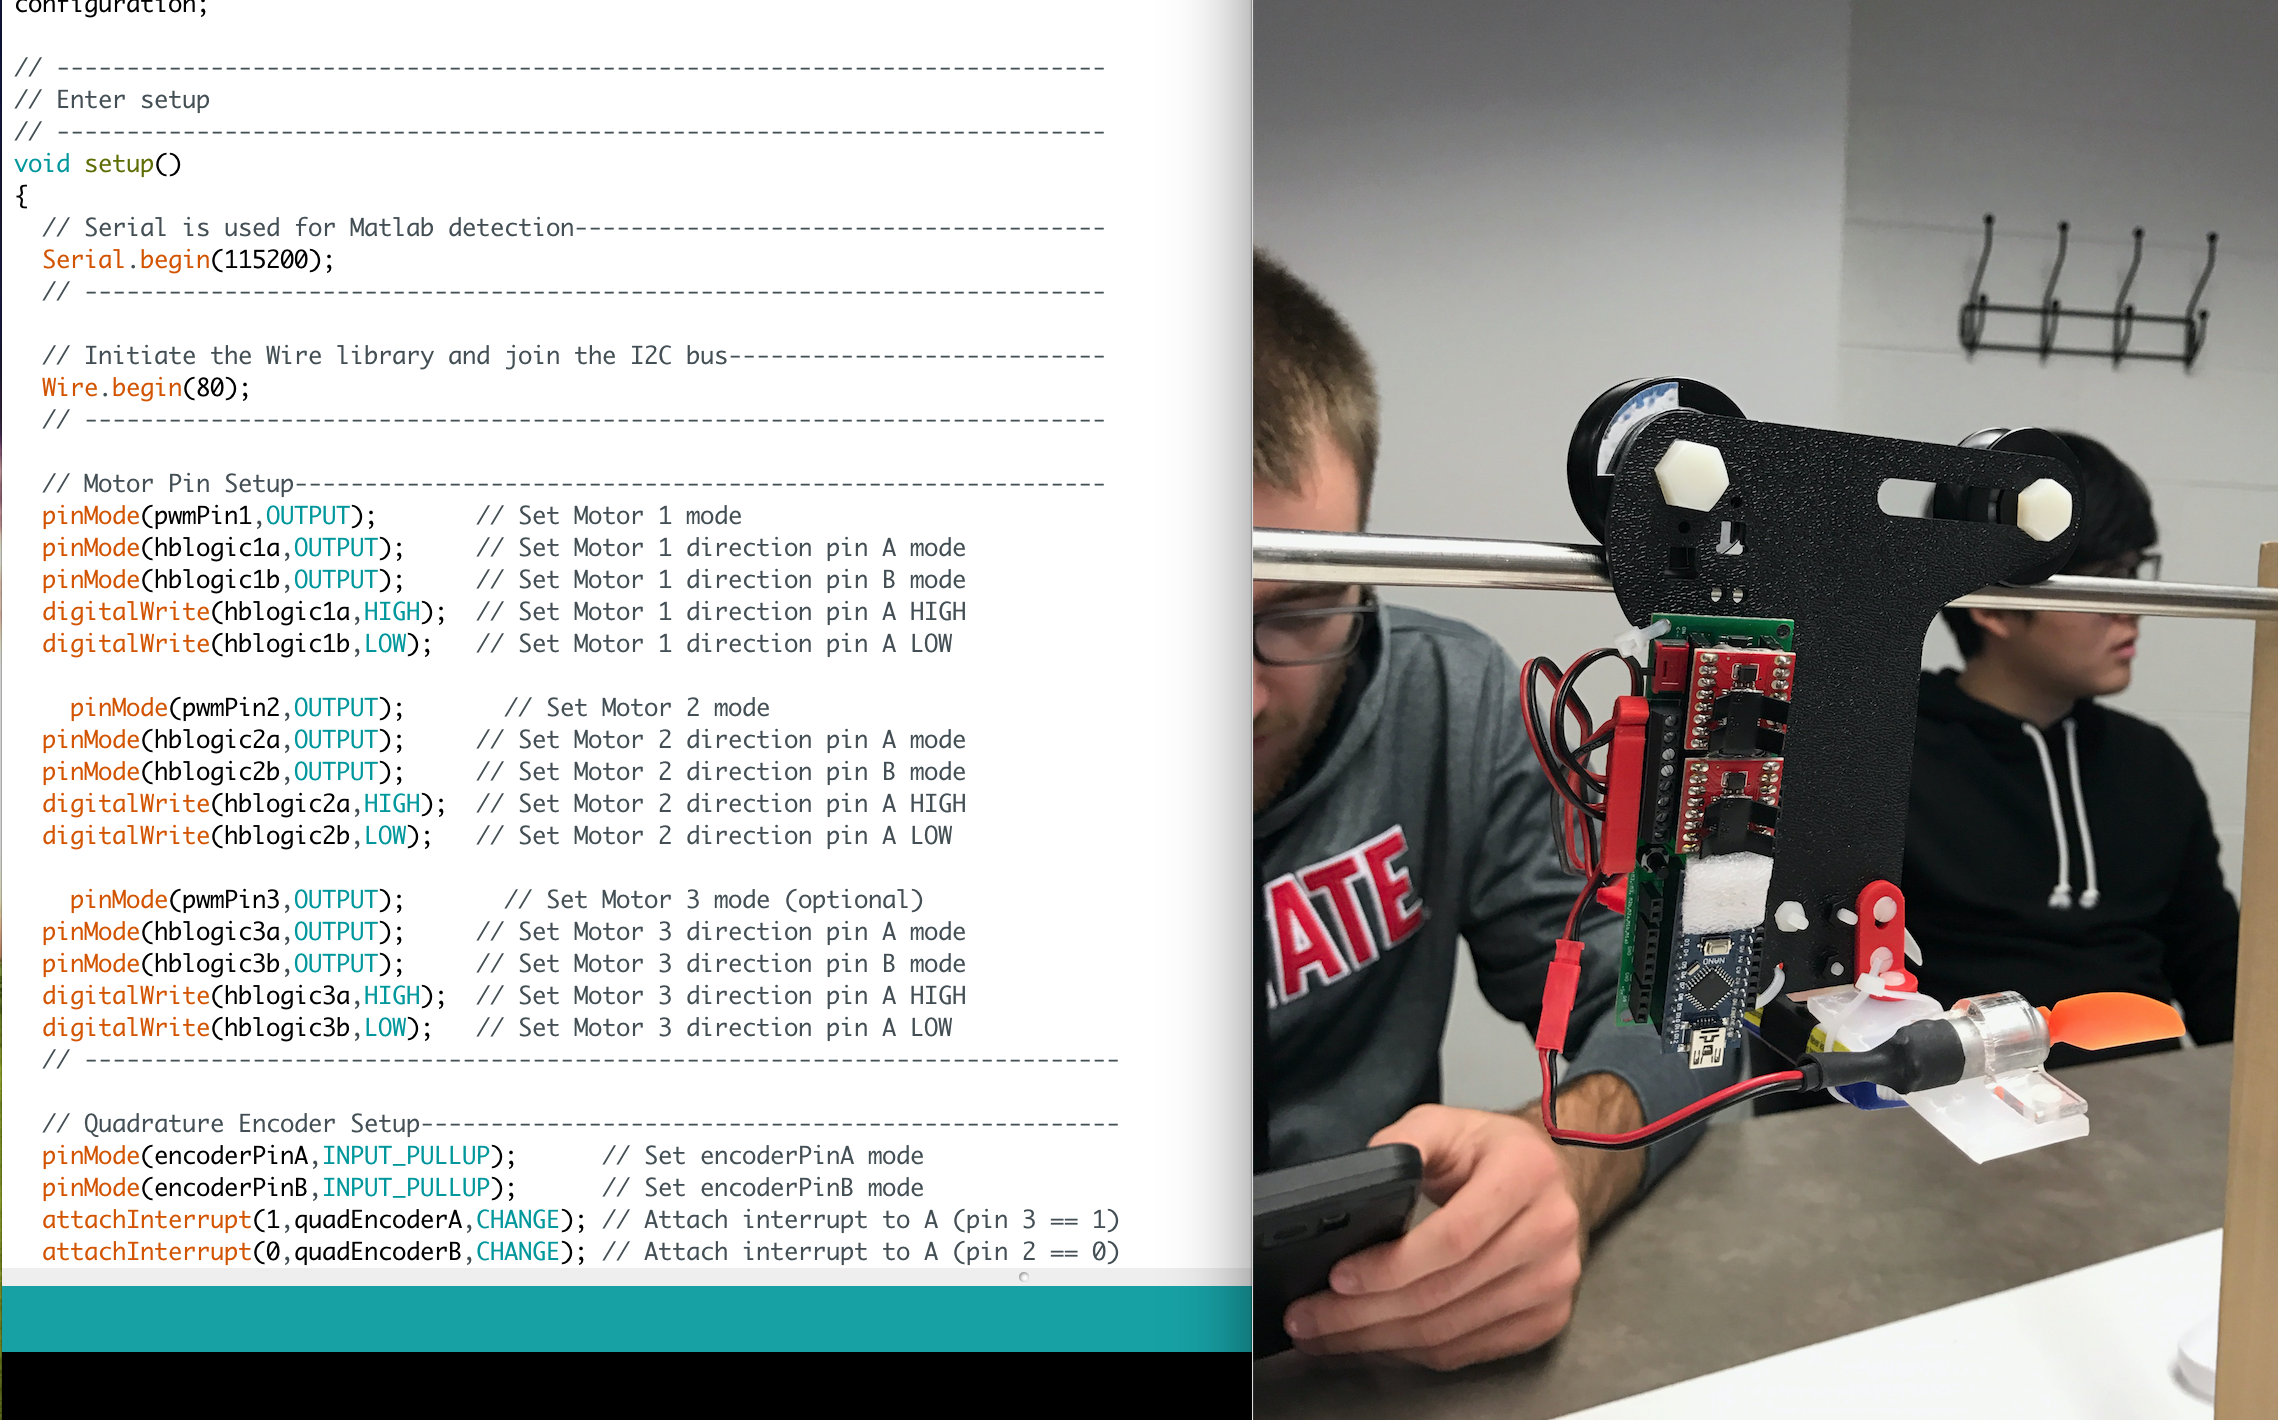 configuration;
// ---------------------------------------------------------------------------
// Enter setup
// ---------------------------------------------------------------------------
void setup()
{
// Serial is used for Matlab detection--------------------------------------
Serial.begin(115200);
// -------------------------------------------------------------------------
// Initiate the Wire library and join the I2C bus---------------------------
Wire.begin(80);
// -------------------------------------------------------------------------
// Motor Pin Setup----------------------------------------------------------
pinMode(pwmPin1,OUTPUT); // Set Motor 1 mode
pinMode(hblogic1a,OUTPUT); // Set Motor 1 direction pin A mode
pinMode(hblogic1b,OUTPUT); // Set Motor 1 direction pin B mode
digitalWrite(hblogic1a,HIGH); // Set Motor 1 direction pin A HIGH
digitalWrite(hblogic1b,LOW); // Set Motor 1 direction pin A LOW
pinMode(pwmPin2,OUTPUT); // Set Motor 2 mode
pinMode(hblogic2a,OUTPUT); // Set Motor 2 direction pin A mode
pinMode(hblogic2b,OUTPUT); // Set Motor 2 direction pin B mode
digitalWrite(hblogic2a,HIGH); // Set Motor 2 direction pin A HIGH
digitalWrite(hblogic2b,LOW); // Set Motor 2 direction pin A LOW
pinMode(pwmPin3,OUTPUT); // Set Motor 3 mode (optional)
pinMode(hblogic3a,OUTPUT); // Set Motor 3 direction pin A mode
pinMode(hblogic3b,OUTPUT); // Set Motor 3 direction pin B mode
digitalWrite(hblogic3a,HIGH); // Set Motor 3 direction pin A HIGH
digitalWrite(hblogic3b,LOW); // Set Motor 3 direction pin A LOW
// --------------------------------------------------------------------------
// Quadrature Encoder Setup--------------------------------------------------
pinMode(encoderPinA,INPUT_PULLUP); // Set encoderPinA mode
pinMode(encoderPinB,INPUT_PULLUP); // Set encoderPinB mode
attachInterrupt(1,quadEncoderA,CHANGE); // Attach interrupt to A (pin 3 == 1)
attachInterrupt(0,quadEncoderB,CHANGE); // Attach interrupt to A (pin 2 == 0)
ATE
NANO